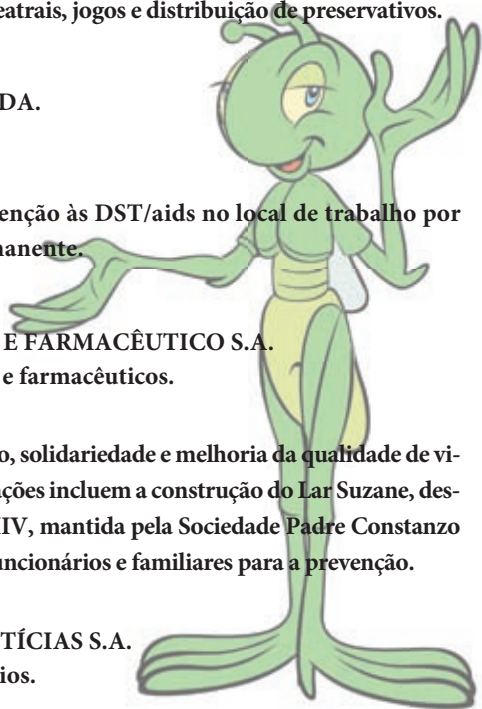 eatrais, jogos e distribuição de preservativos.
DA.
enção às DST/aids no local de trabalho por
nanente.
E FARMACÊUTICO S.A.
e farmacêuticos.
o, solidariedade e melhoria da qualidade de vi-
ações incluem a construção do Lar Suzane, des-
IIV, mantida pela Sociedade Padre Constanzo
uncionários e familiares para a prevenção.
TÍCIAS S.A.
ios.